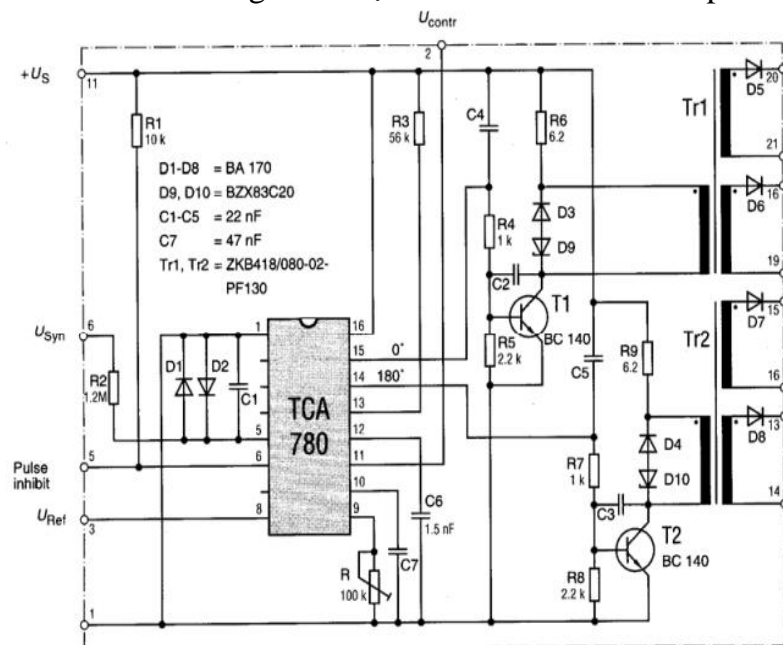 U contr
2
+U S
11
R1
10 k
R3
56 k
C4
R6
6.2
D5
20
Tr1
21
D1-D8 = BA 170
D9, D10 = BZX83C20
C1-C5 = 22 nF
C7 = 47 nF
Tr1, Tr2 = ZKB418/080-02-
PF130
R4
1 k
D3
D9
D6
16
19
C2
T1
BC 140
R5
2.2 k
U Syn
6
R2
1.2M
D1
D2
C1
1
16
15
0°
14
180°
13
TCA
780
12
5
6
11
10
8
9
Pulse
inhibit
5
U Ref
3
C6
1.5 nF
C7
R
100 k
C5
R9
6.2
Tr2
D7
15
16
D4
D10
D8
13
14
R7
1 k
C3
T2
BC 140
R8
2.2 k
1